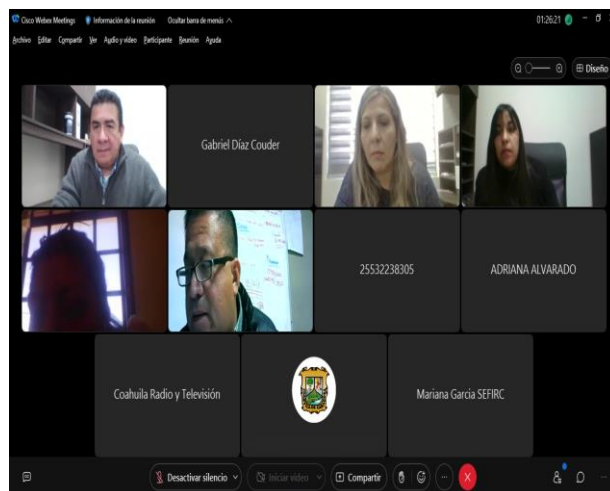 Cisco Webex Meetings Información de la reunión Ocultar barra de menús 01:26:21
Archivo Editar Compartir Ver Audio y vídeo Participante Reunión Ayuda
Diseño
Gabriel Díaz Couder
25532238305
ADRIANA ALVARADO
Coahuila Radio y Televisión
Mariana Garcia SEFIRC
Desactivar silencio Iniciar vídeo Compartir